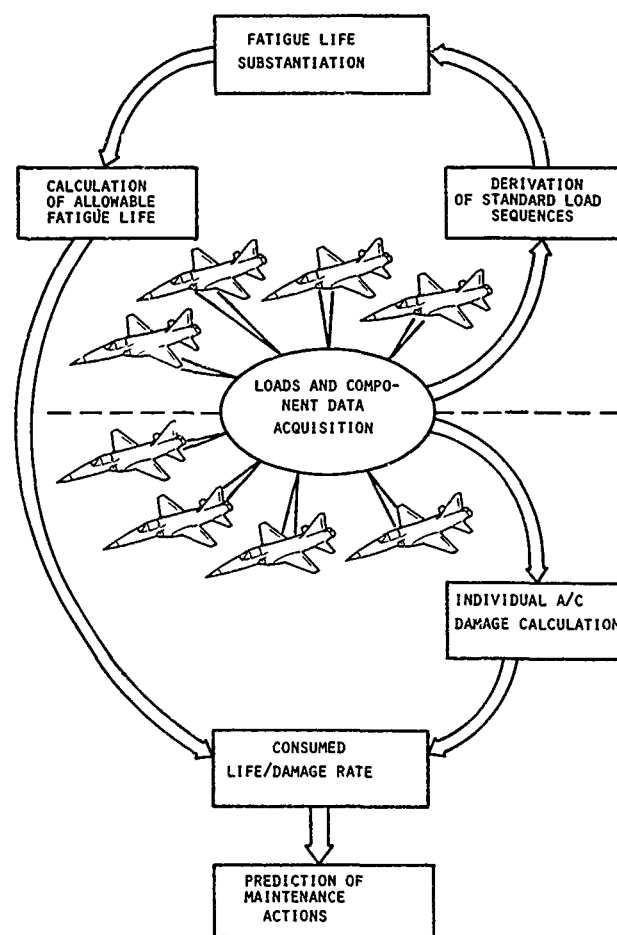 FATIGUE LIFE
SUBSTANTIATION
CALCULATION
OF ALLOWABLE
FATIGUE LIFE
DERIVATION
OF STANDARD LOAD
SEQUENCES
LOADS AND COMPO-
NENT DATA
ACQUISITION
INDIVIDUAL A/C
DAMAGE CALCULATION
CONSUMED
LIFE/DAMAGE RATE
PREDICTION OF
MAINTENANCE
ACTIONS